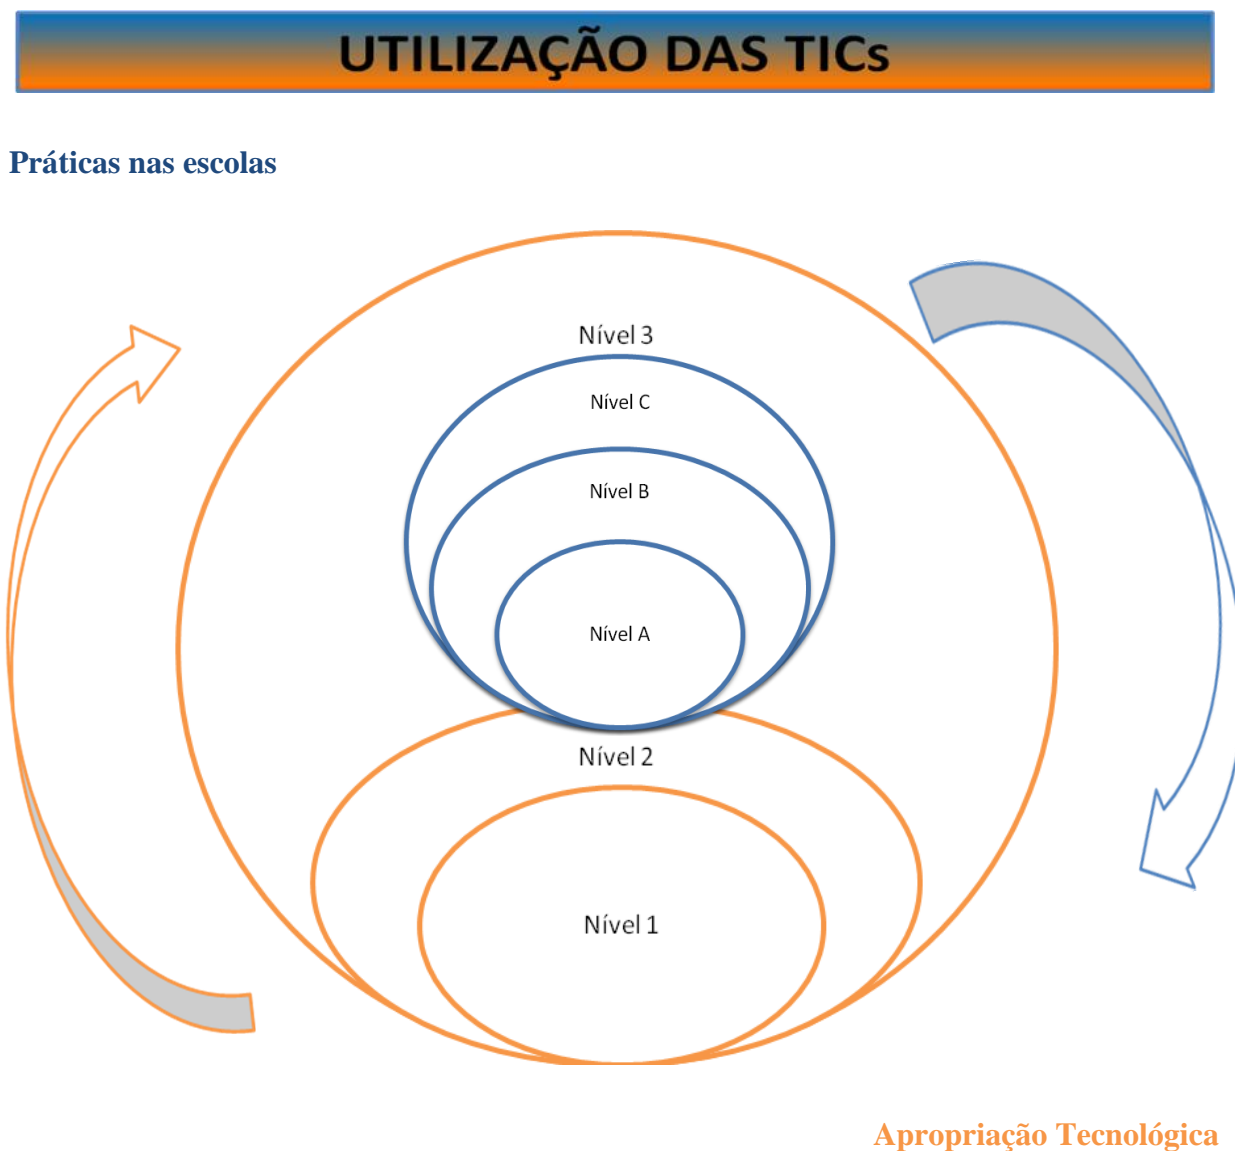 UTILIZAÇÃO DAS TICs
Práticas nas escolas
Nível 3
Nível C
Nível B
Nível A
Nível 2
Nível 1
Apropriação Tecnológica